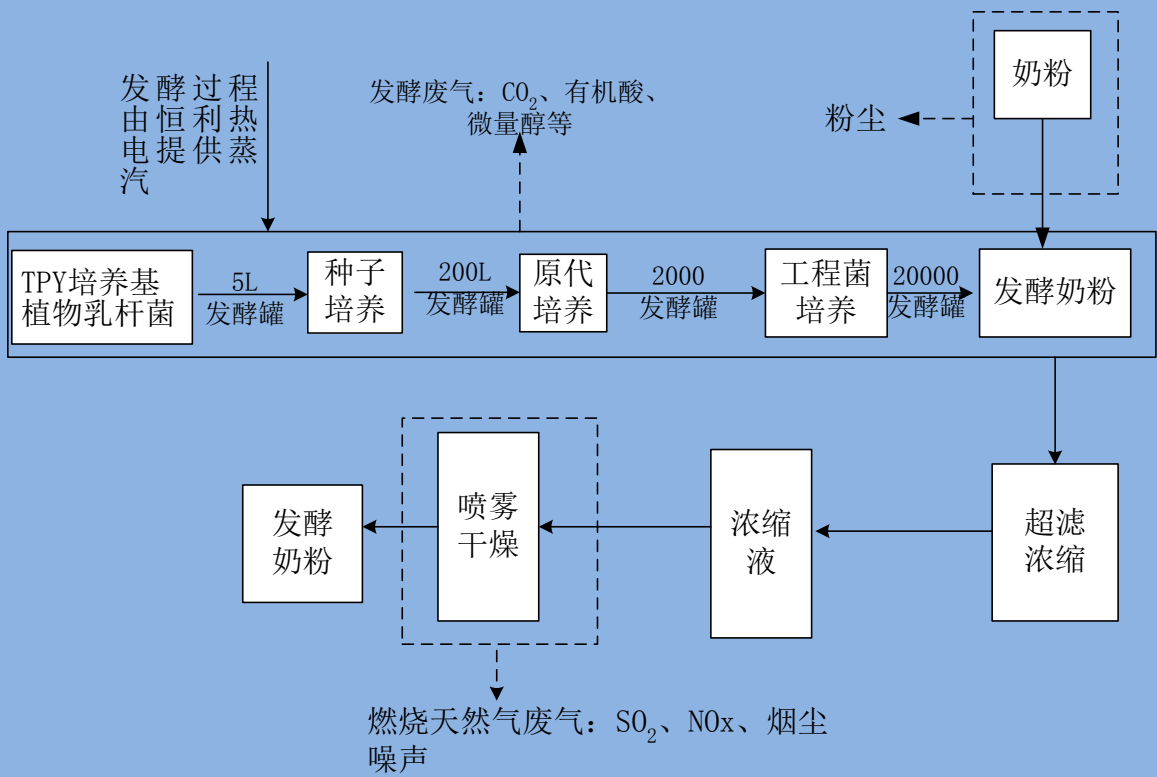 奶粉
发酵过程
由恒利热
电提供蒸
汽
发酵废气：CO₂、有机酸、
微量醇等
粉尘
TPY培养基
植物乳杆菌
5L
发酵罐
种子
培养
200L
发酵罐
原代
培养
2000
发酵罐
工程菌
培养
20000
发酵罐
发酵奶粉
发酵
奶粉
喷雾
干燥
浓缩
液
超滤
浓缩
燃烧天然气废气：SO₂、NOx、烟尘
噪声